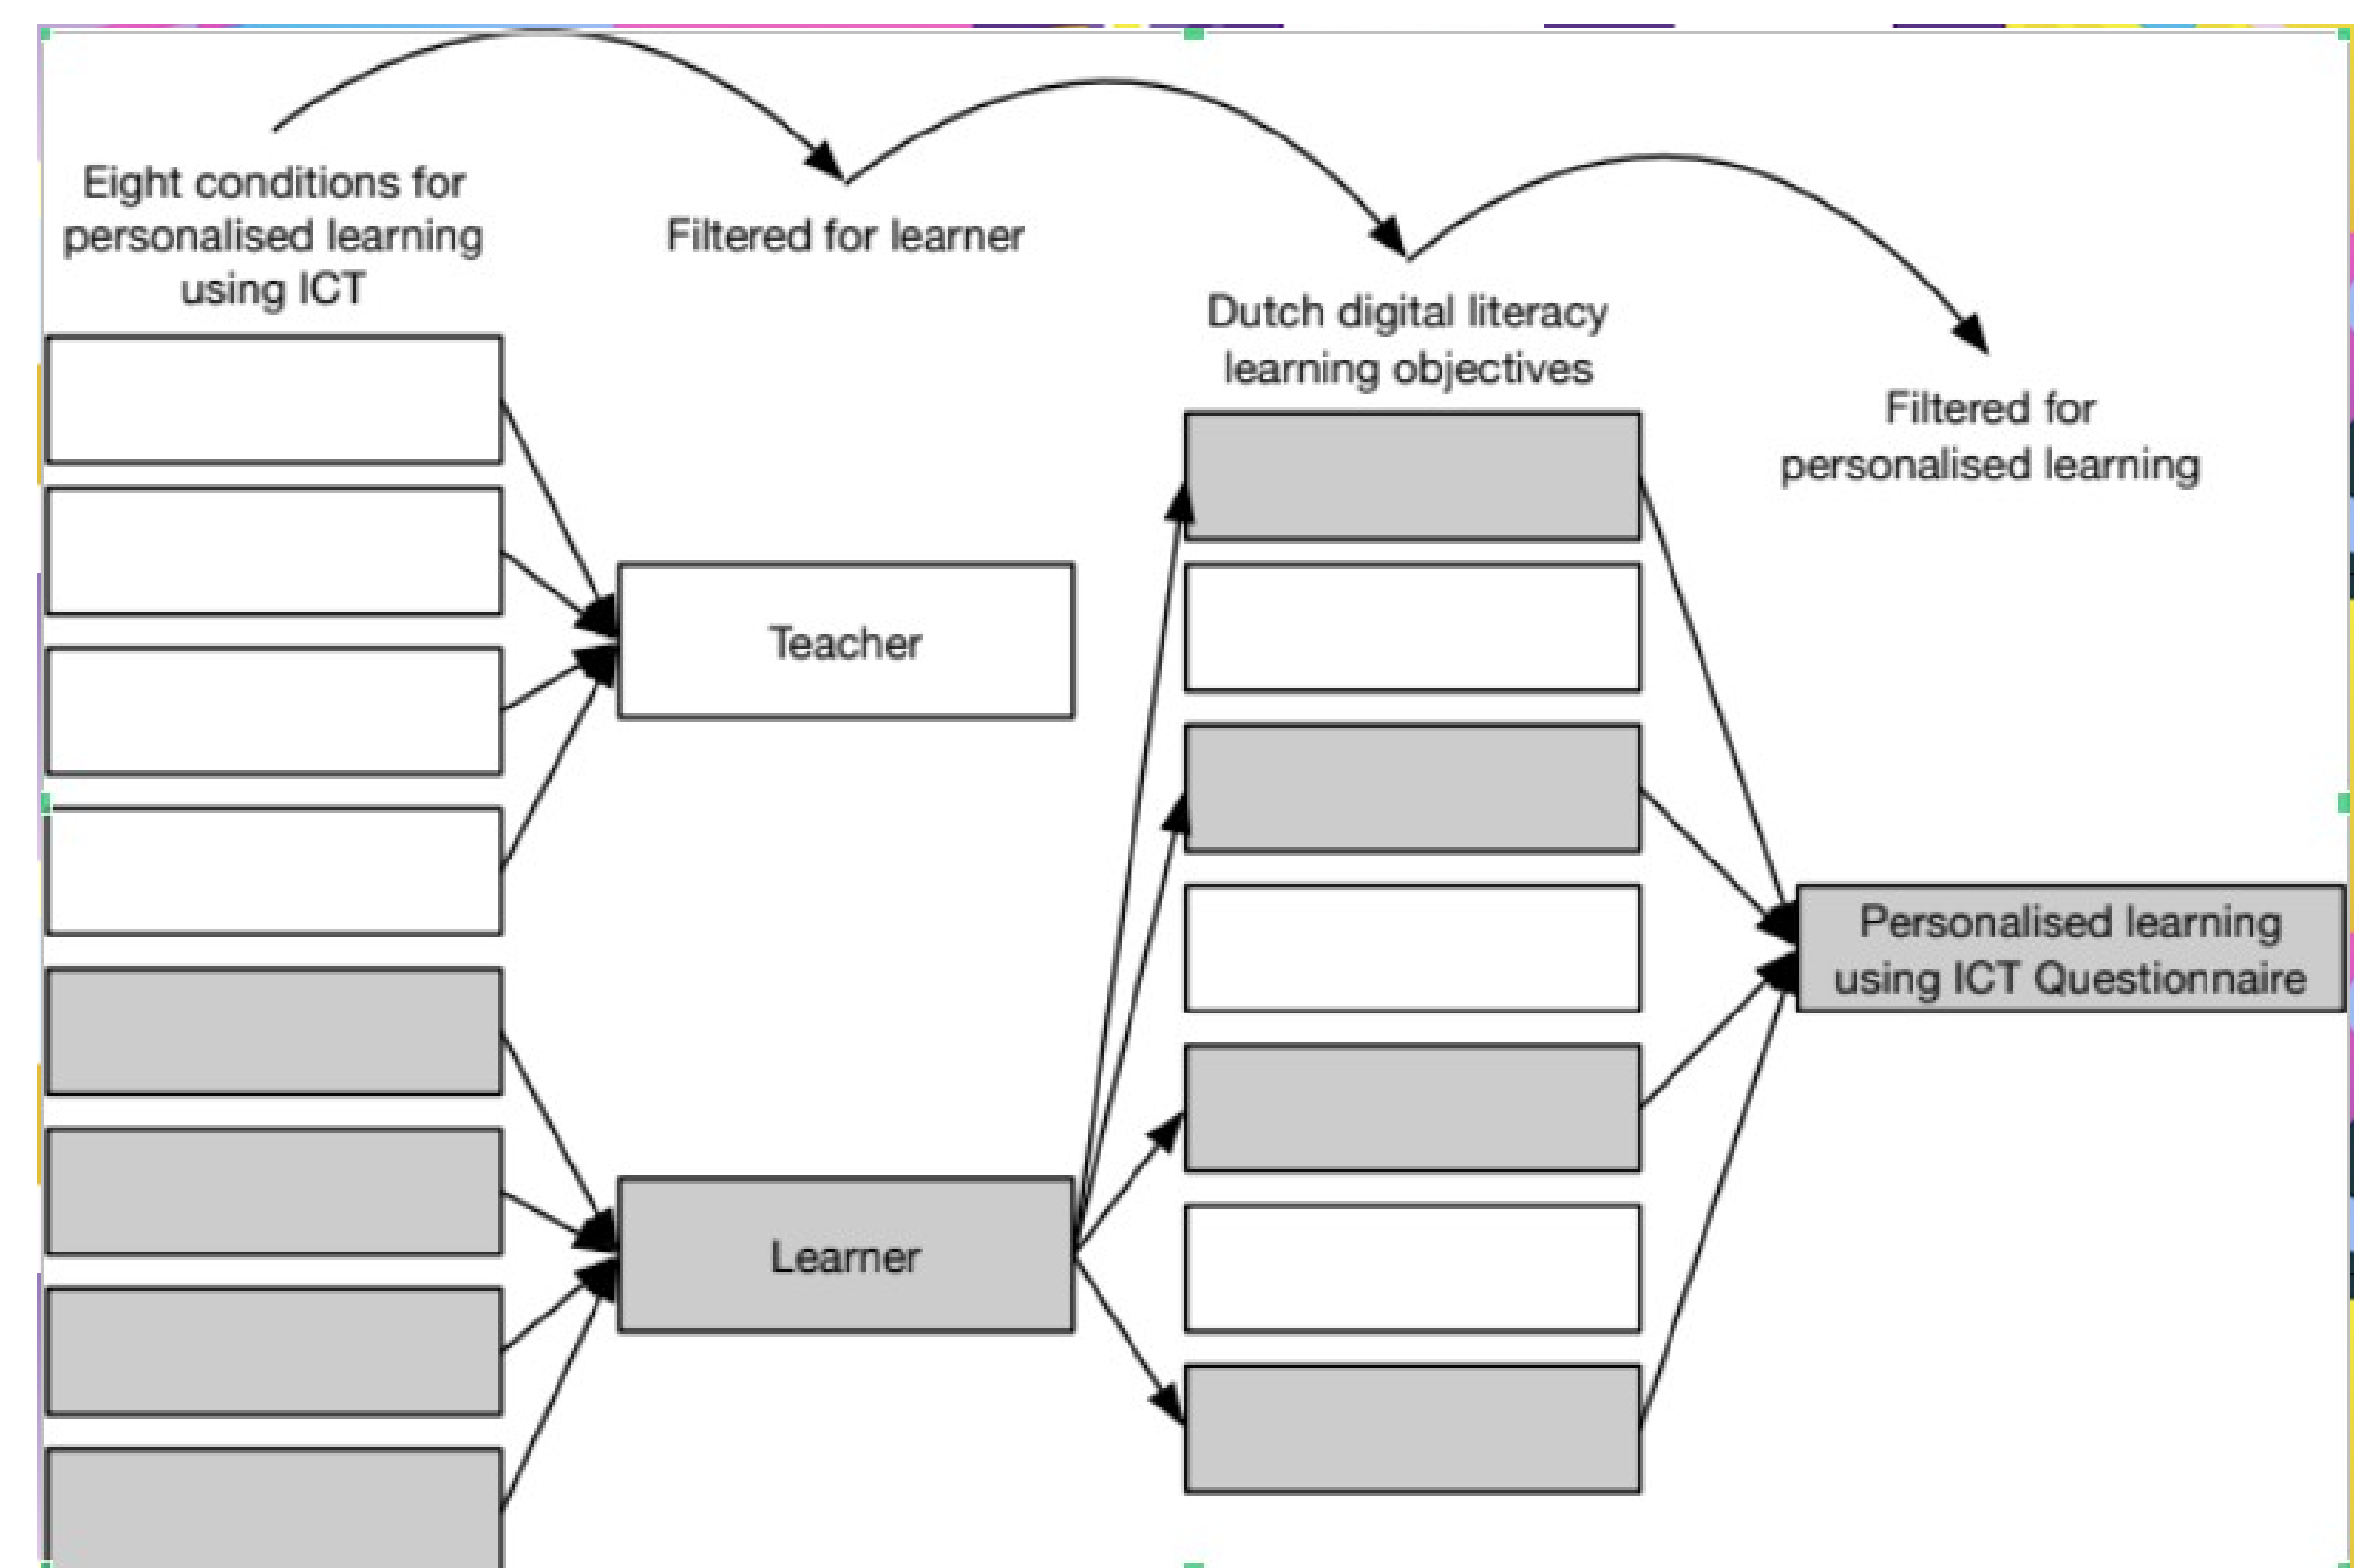 Eight conditions for
personalised learning
using ICT
Filtered for learner
Dutch digital literacy
learning objectives
Filtered for
personalised learning
Teacher
Personalised learning
using ICT Questionnaire
Learner